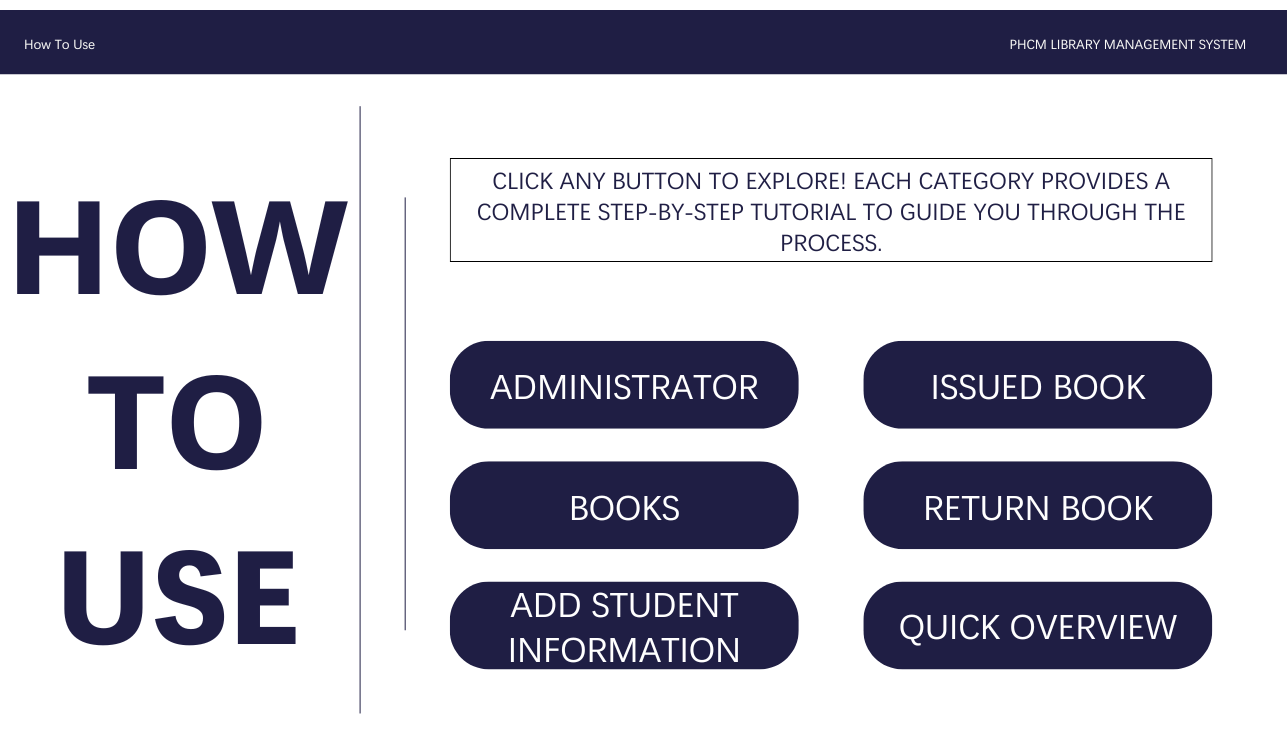 How To Use
PHCM LIBRARY MANAGEMENT SYSTEM
HOW
TO
USE
CLICK ANY BUTTON TO EXPLORE! EACH CATEGORY PROVIDES A
COMPLETE STEP-BY-STEP TUTORIAL TO GUIDE YOU THROUGH THE
PROCESS.
ADMINISTRATOR
ISSUED BOOK
BOOKS
RETURN BOOK
ADD STUDENT
INFORMATION
QUICK OVERVIEW